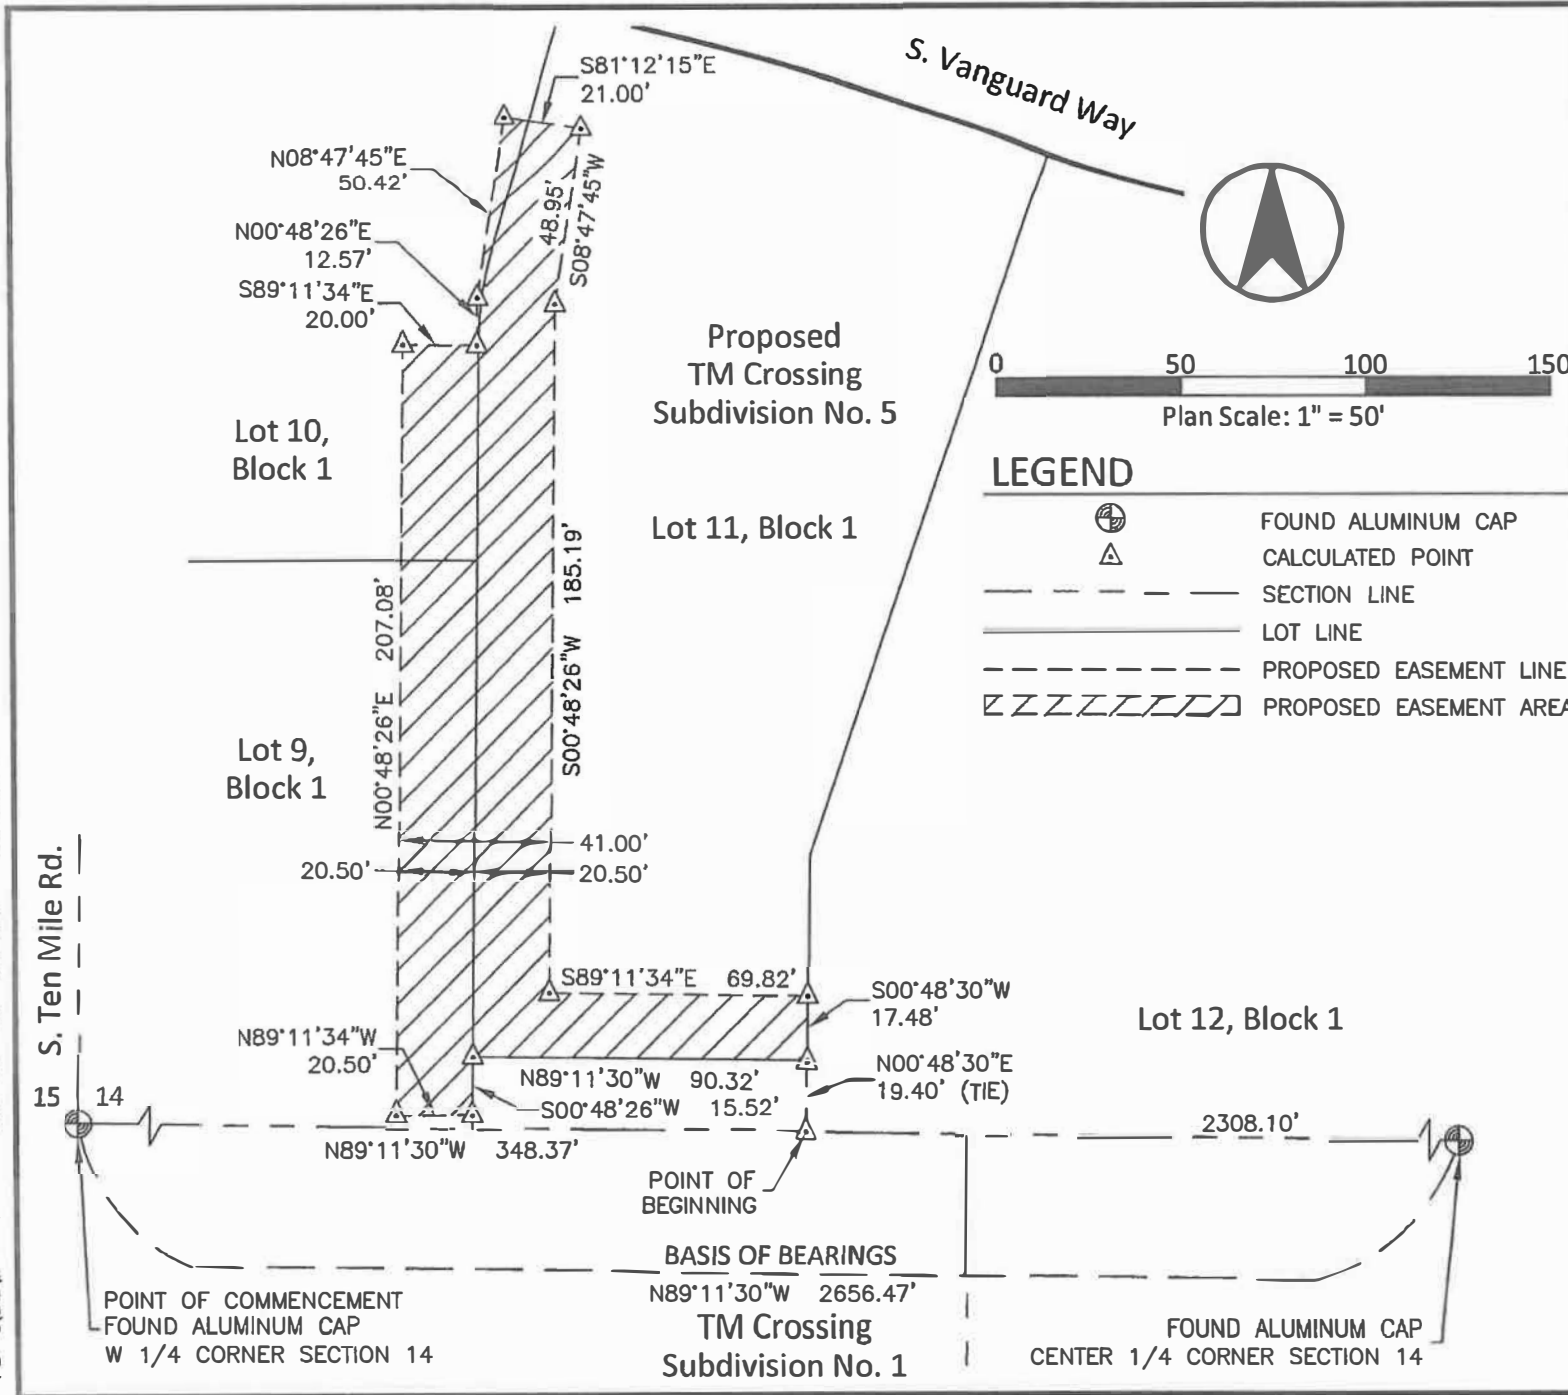 S. Vanguard Way
S81°12'15"E
21.00'
N08°47'45"E
50.42'
48.95'
S08°47'45"W
N00°48'26"E
12.57'
S89°11'34"E
20.00'
Proposed
TM Crossing
Subdivision No. 5
0 50 100 150
Plan Scale: 1" = 50'
Lot 10,
Block 1
Lot 11, Block 1
LEGEND
FOUND ALUMINUM CAP
CALCULATED POINT
SECTION LINE
LOT LINE
PROPOSED EASEMENT LINE
PROPOSED EASEMENT AREA
N00°48'26"E 207.08'
S00°48'26"W 185.19'
Lot 9,
Block 1
41.00'
20.50'
20.50'
S. Ten Mile Rd.
S89°11'34"E 69.82'
S00°48'30"W
17.48'
Lot 12, Block 1
N89°11'34"W
20.50'
N89°11'30"W 90.32'
N00°48'30"E
19.40' (TIE)
S00°48'26"W 15.52'
15 14
N89°11'30"W 348.37'
2308.10'
POINT OF
BEGINNING
BASIS OF BEARINGS
N89°11'30"W 2656.47'
POINT OF COMMENCEMENT
FOUND ALUMINUM CAP
W 1/4 CORNER SECTION 14
TM Crossing
Subdivision No. 1
FOUND ALUMINUM CAP
CENTER 1/4 CORNER SECTION 14